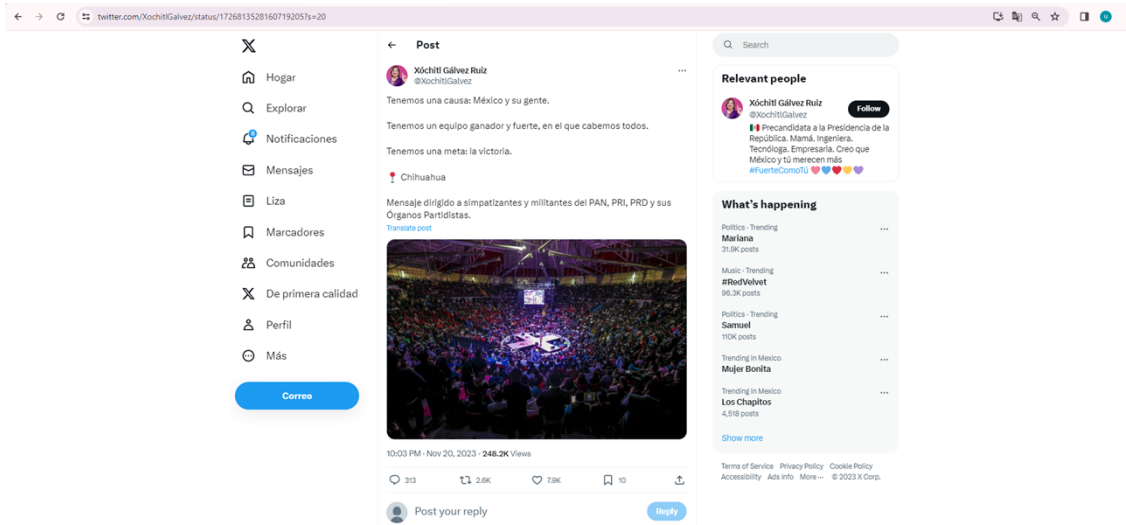 twitter.com/XochitlGalvez/status/1726813528160719205?s=20
Hogar
Explorar
Notificaciones
Mensajes
Liza
Marcadores
Comunidades
De primera calidad
Perfil
Más
Correo
Post
Xóchitl Gálvez Ruiz
@XochitlGalvez
Tenemos una causa: México y su gente.
Tenemos un equipo ganador y fuerte, en el que cabemos todos.
Tenemos una meta: la victoria.
Chihuahua
Mensaje dirigido a simpatizantes y militantes del PAN, PRI, PRD y sus
Órganos Partidistas.
Translate post
10:03 PM · Nov 20, 2023 · 248.2K Views
313 2.6K 7.9K 10
Post your reply
Reply
Search
Relevant people
Xóchitl Gálvez Ruiz
@XochitlGalvez
Follow
Precandidata a la Presidencia de la
República. Mamá. Ingeniera.
Tecnóloga. Empresaria. Creo que
México y tú merecen más
#FuerteComoTú
What's happening
Politics · Trending
Mariana
31.9K posts
Music · Trending
#RedVelvet
96.3K posts
Politics · Trending
Samuel
110K posts
Trending in Mexico
Mujer Bonita
Trending in Mexico
Los Chapitos
4,518 posts
Show more
Terms of Service Privacy Policy Cookie Policy
Accessibility Ads info More ··· © 2023 X Corp.